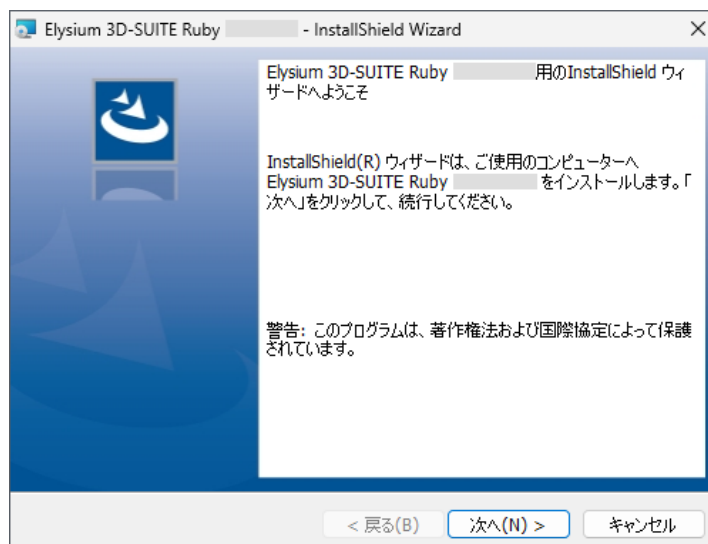 Elysium 3D-SUITE Ruby - InstallShield Wizard
Elysium 3D-SUITE Ruby 用のInstallShield ウィ
ザードへようこそ
InstallShield(R) ウィザードは、ご使用のコンピューターへ
Elysium 3D-SUITE Ruby をインストールします。「
次へ」をクリックして、続行してください。
警告: このプログラムは、著作権法および国際協定によって保護
されています。
< 戻る(B) 次へ(N) > キャンセル